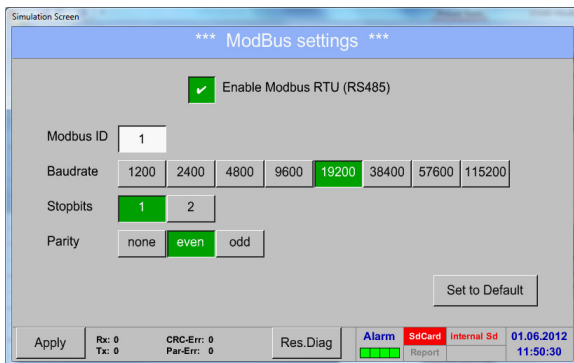 Simulation Screen
*** ModBus settings ***
✔ Enable Modbus RTU (RS485)
Modbus ID 1
Baudrate 1200 2400 4800 9600 19200 38400 57600 115200
Stopbits 1 2
Parity none even odd
Set to Default
Apply Rx: 0 CRC-Err: 0 Res.Diag Alarm SdCard Internal Sd 01.06.2012
Tx: 0 Par-Err: 0 Report 11:50:30